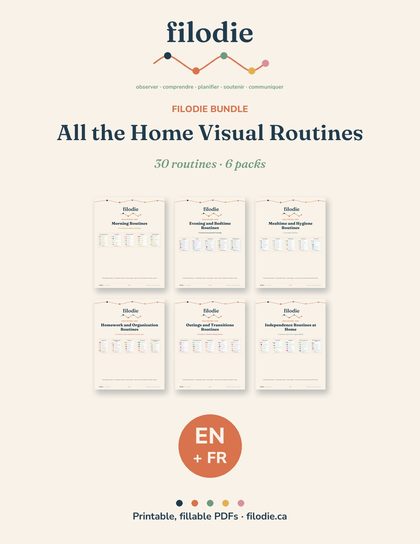 filodie
observer · comprendre · planifier · soutenir · communiquer
FILODIE BUNDLE
All the Home Visual Routines
30 routines · 6 packs
filodie
Morning Routines
filodie
Evening and Bedtime
Routines
filodie
Mealtime and Hygiene
Routines
filodie
Homework and Organization
Routines
filodie
Outings and Transitions
Routines
filodie
Independence Routines at
Home
EN
+ FR
Printable, fillable PDFs · filodie.ca